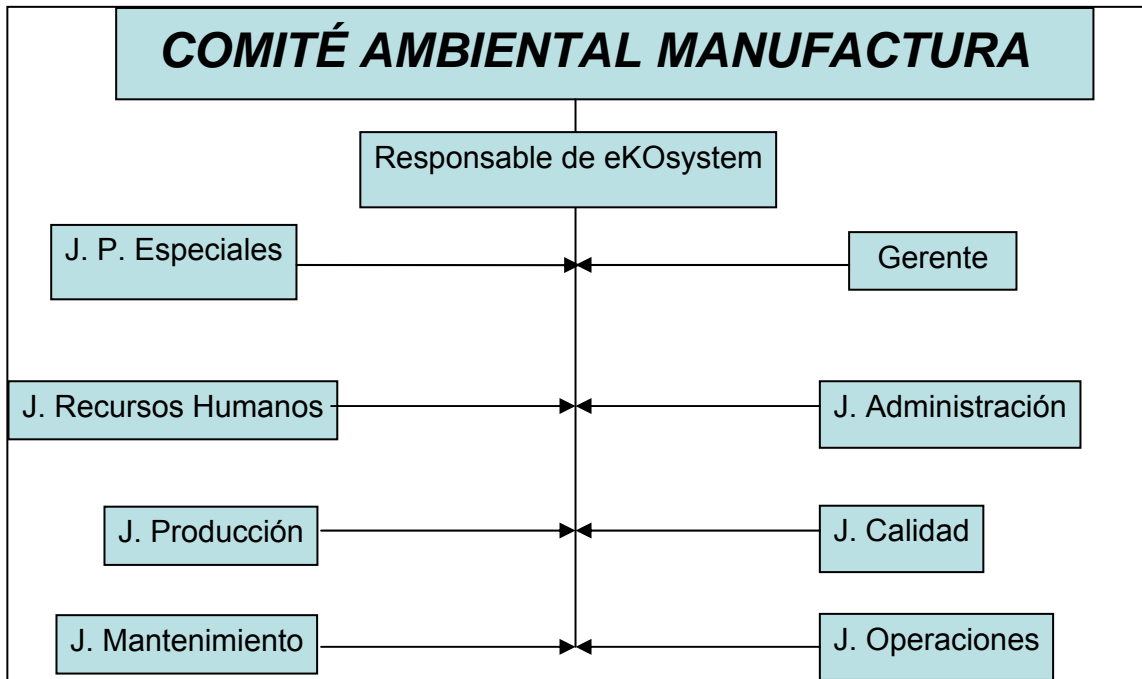 COMITÉ AMBIENTAL MANUFACTURA
Responsable de eKOsystem
J. P. Especiales
Gerente
J. Recursos Humanos
J. Administración
J. Producción
J. Calidad
J. Mantenimiento
J. Operaciones